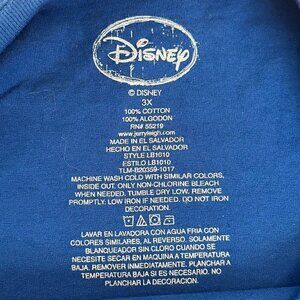 Disney
© DISNEY
3X
100% COTTON
100% ALGODON
RN# 55219
www.jerryleigh.com
MADE IN EL SALVADOR
HECHO EN EL SALVADOR
STYLE LB1010
ESTILO LB1010
TLM-B20359-1017
MACHINE WASH COLD WITH SIMILAR COLORS,
INSIDE OUT. ONLY NON-CHLORINE BLEACH
WHEN NEEDED. TUMBLE DRY LOW. REMOVE
PROMPTLY. LOW IRON IF NEEDED. DO NOT IRON
DECORATION.
LAVAR EN LAVADORA CON AGUA FRIA CON
COLORES SIMILARES, AL REVERSO. SOLAMENTE
BLANQUEADOR SIN CLORO CUANDO SE
NECESITE SECAR EN MAQUINA A TEMPERATURA
BAJA. REMOVER INMEDIATAMENTE. PLANCHAR A
TEMPERATURA BAJA SI ES NECESARIO. NO
PLANCHAR EL DECORADO.